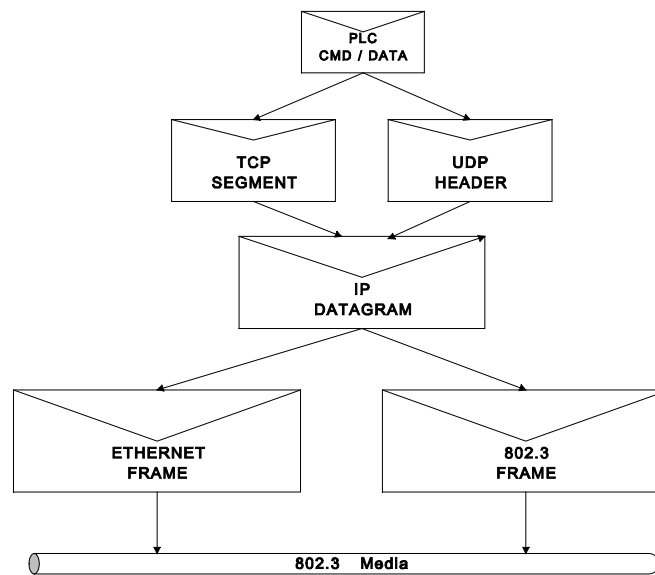 PLC
CMD / DATA
TCP
SEGMENT
UDP
HEADER
IP
DATAGRAM
ETHERNET
FRAME
802.3
FRAME
802.3 Media